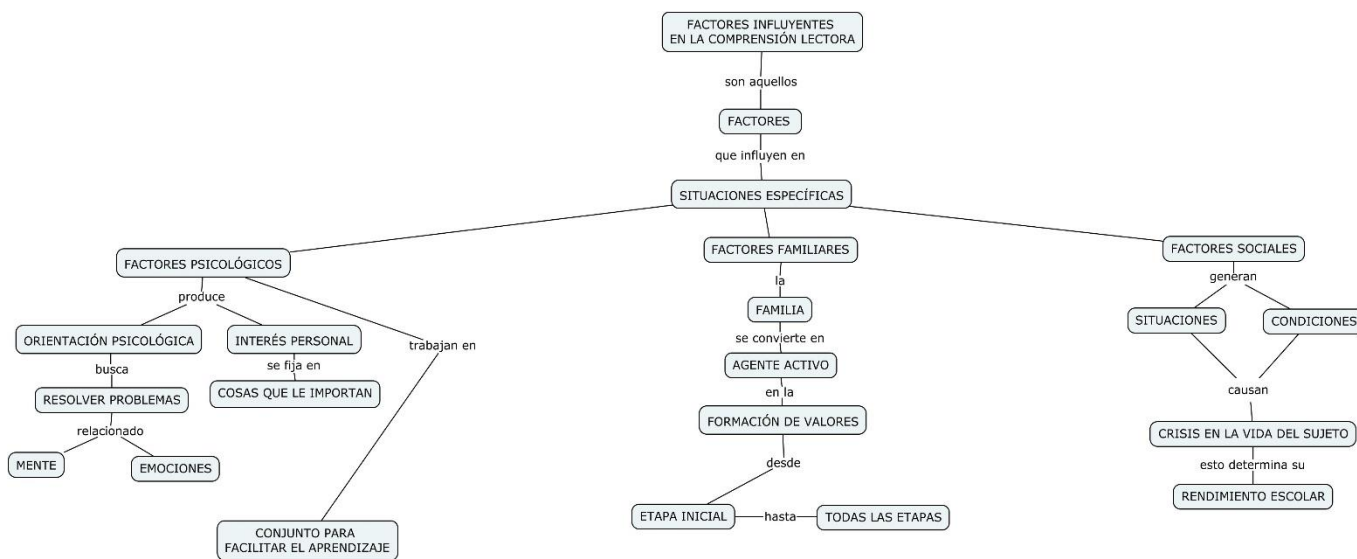 FACTORES INFLUYENTES
EN LA COMPRENSIÓN LECTORA
son aquellos
FACTORES
que influyen en
SITUACIONES ESPECÍFICAS
FACTORES PSICOLÓGICOS
produce
ORIENTACIÓN PSICOLÓGICA
busca
RESOLVER PROBLEMAS
relacionado
MENTE
EMOCIONES
INTERÉS PERSONAL
se fija en
COSAS QUE LE IMPORTAN
trabajan en
CONJUNTO PARA
FACILITAR EL APRENDIZAJE
FACTORES FAMILIARES
la
FAMILIA
se convierte en
AGENTE ACTIVO
en la
FORMACIÓN DE VALORES
desde
ETAPA INICIAL
hasta
TODAS LAS ETAPAS
FACTORES SOCIALES
generan
SITUACIONES
CONDICIONES
causan
CRISIS EN LA VIDA DEL SUJETO
esto determina su
RENDIMIENTO ESCOLAR